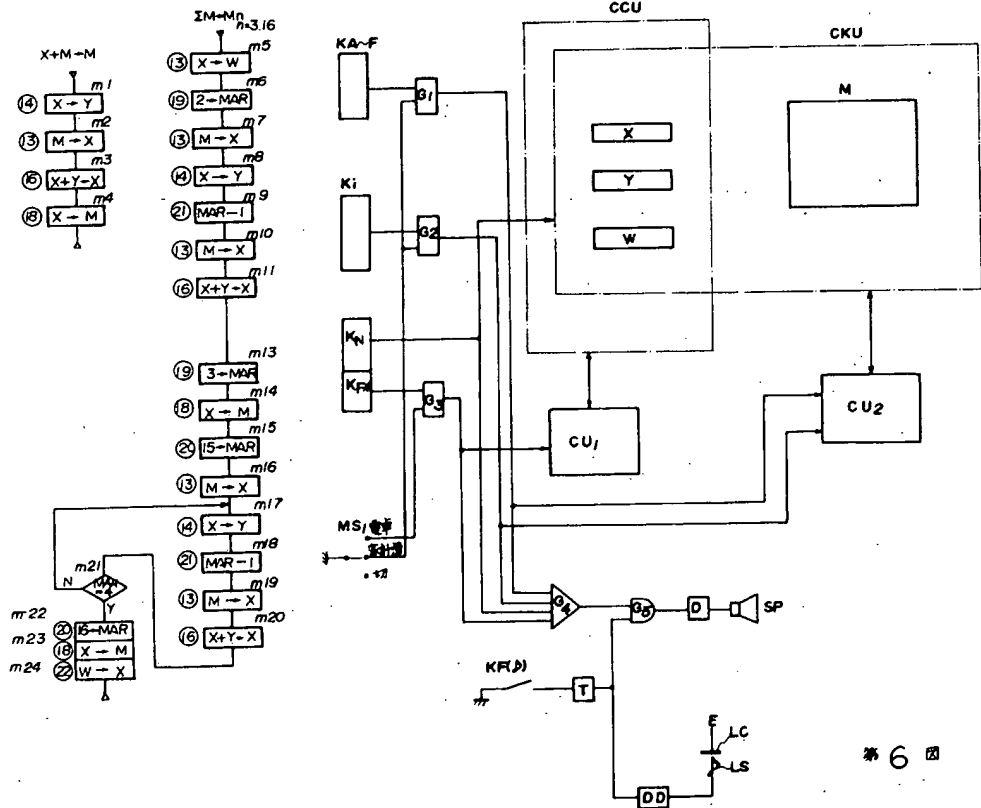 X+M→M
m1
⑭ X→Y
m2
⑬ M→X
m3
⑯ X+Y→X
m4
⑱ X→M
ΣM→Mn
n=3.16
m5
⑬ X→W
m6
⑲ 2→MAR
m7
⑬ M→X
m8
⑭ X→Y
m9
㉑ MAR-1
m10
⑬ M→X
m11
⑯ X+Y→X
m13
⑲ 3→MAR
m14
⑱ X→M
m15
⑳ 15→MAR
m16
⑬ M→X
m17
⑭ X→Y
m18
㉑ MAR-1
m19
⑬ M→X
m20
⑯ X+Y→X
m21
N
MAR=4
Y
m22
⑳ 16→MAR
m23
⑱ X→M
m24
㉒ W→X
KA~F
G1
Ki
G2
KN
G3
MS1
CCU
CKU
X
Y
W
M
CU1
CU2
G4
G5
D
SP
KF(D)
T
E
LC
LS
DD
第6図